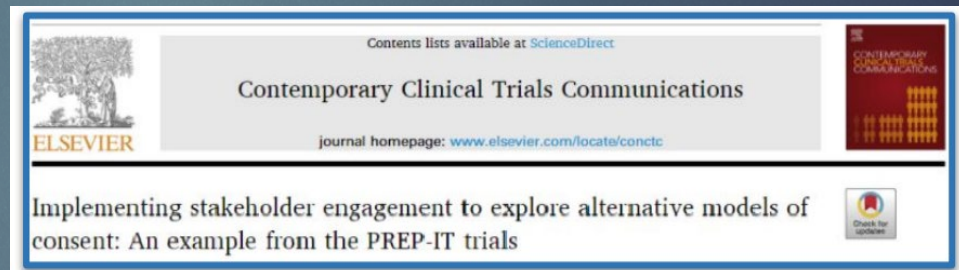 Contents lists available at ScienceDirect
Contemporary Clinical Trials Communications
journal homepage: www.elsevier.com/locate/conctc
ELSEVIER
CONTEMPORARY
CLINICAL TRIALS
COMMUNICATIONS
Implementing stakeholder engagement to explore alternative models of
consent: An example from the PREP-IT trials
Check for
updates